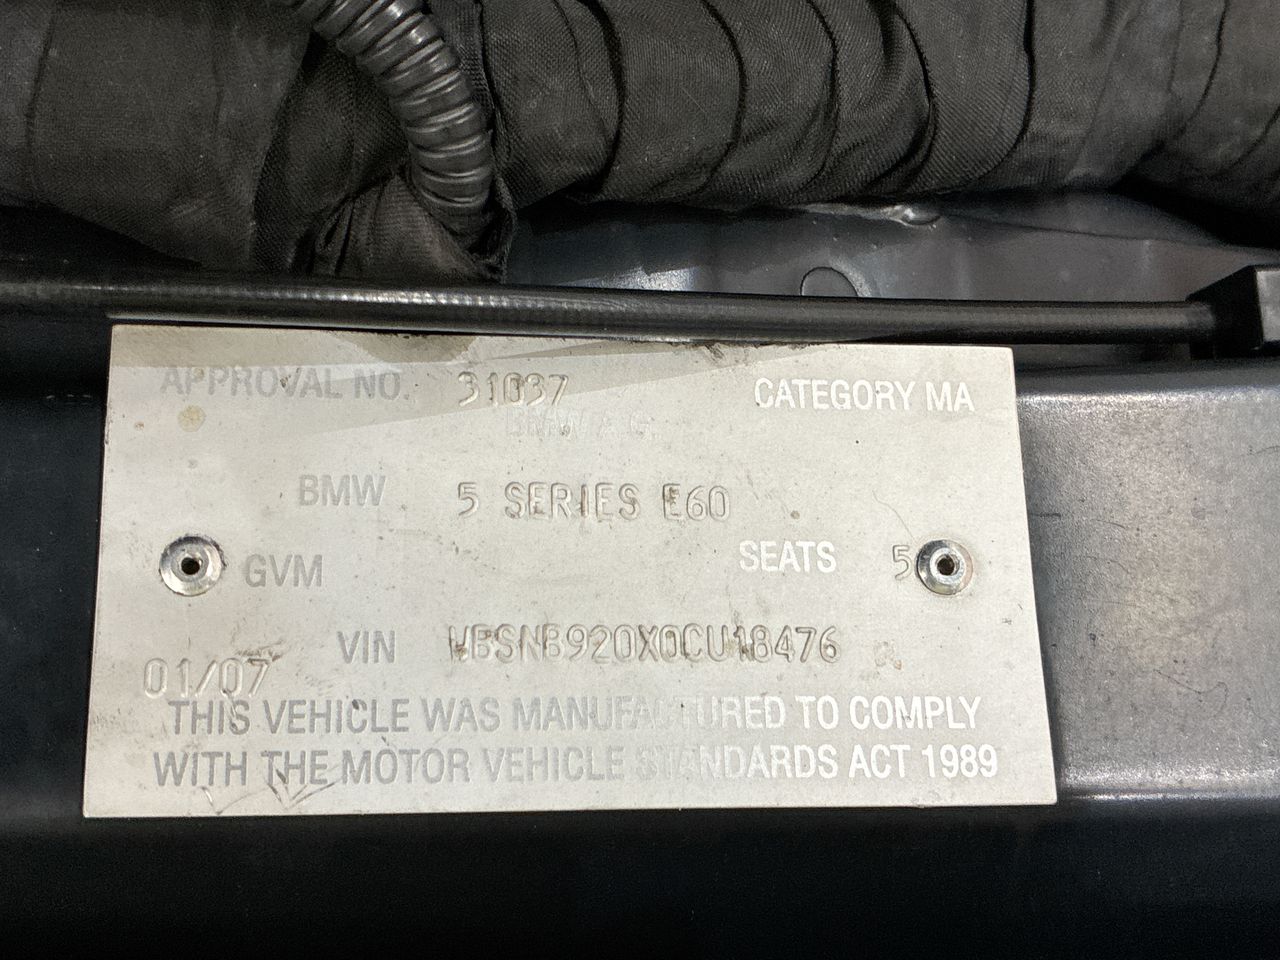 APPROVAL NO. 31037 CATEGORY MA
BMW A.G.
BMW 5 SERIES E60
GVM SEATS 5
VIN WBSNB920X0CU18476
01/07
THIS VEHICLE WAS MANUFACTURED TO COMPLY
WITH THE MOTOR VEHICLE STANDARDS ACT 1989